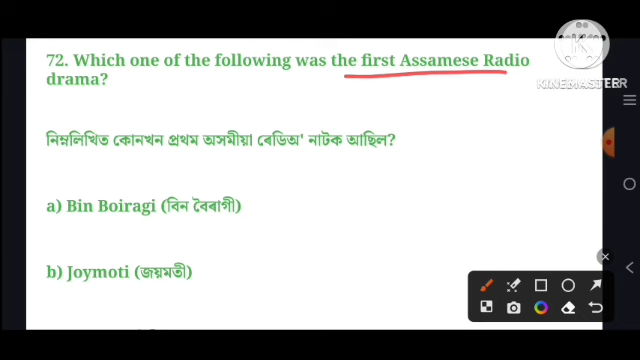 72. Which one of the following was the first Assamese Radio
drama?
নিম্নলিখিত কোনখন প্ৰথম অসমীয়া ৰেডিঅ' নাটক আছিল?
a) Bin Boiragi (বিন বৈৰাগী)
b) Joymoti (জয়মতী)
KINEMASTER